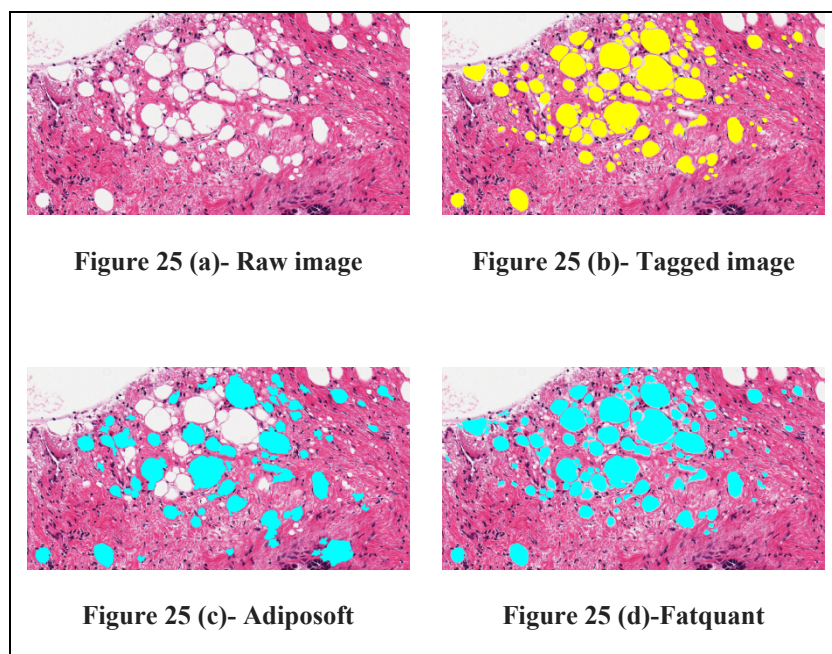 Figure 25 (a)- Raw image
Figure 25 (b)- Tagged image
Figure 25 (c)- Adiposoft
Figure 25 (d)-Fatquant